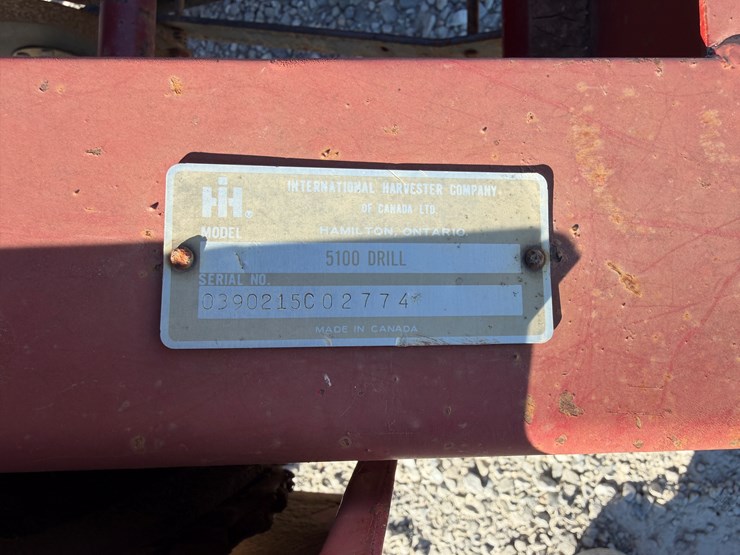 IH® INTERNATIONAL HARVESTER COMPANY
OF CANADA LTD.
MODEL HAMILTON, ONTARIO
5100 DRILL
SERIAL NO.
0390215C02774
MADE IN CANADA